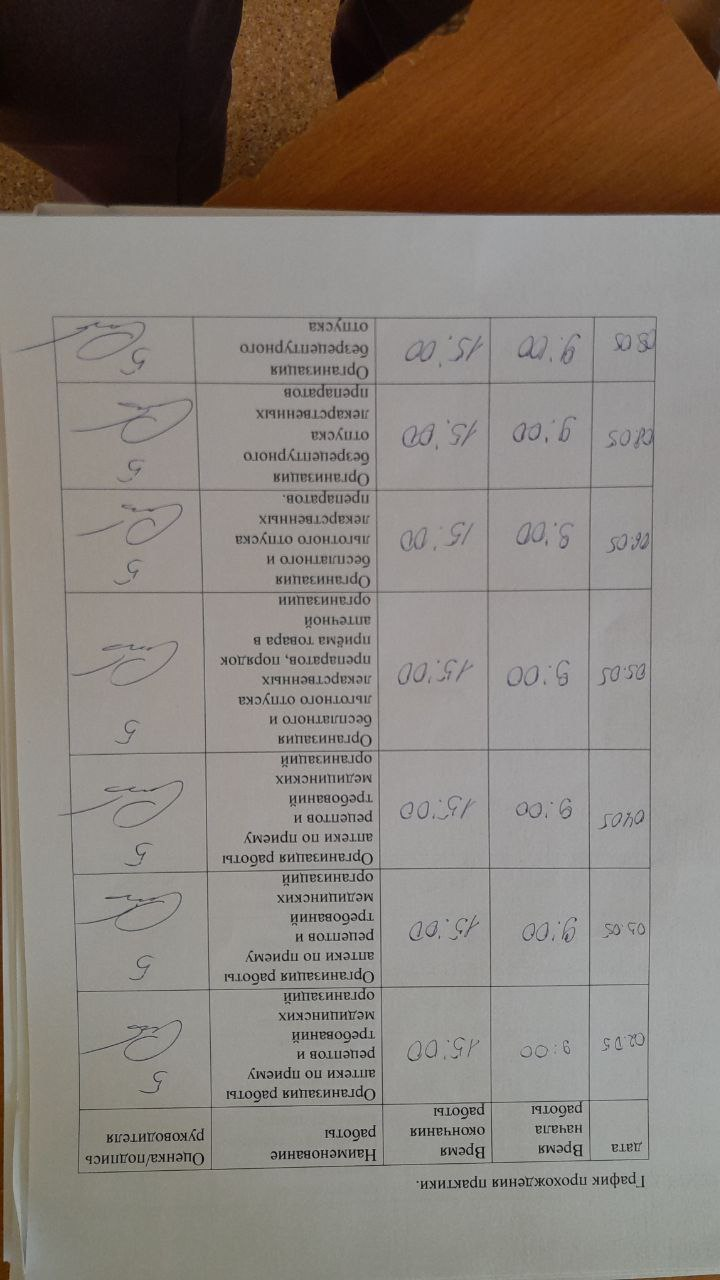 График прохождения практики.
дата
Время
начала
работы
Время
окончания
работы
Наименование
работы
Оценка/подпись
руководителя
02.05
9:00
15:00
Организация работы
аптеки по приему
рецептов и
требований
медицинских
организаций
5
03.05
9:00
15:00
Организация работы
аптеки по приему
рецептов и
требований
медицинских
организаций
5
04.05
9:00
15:00
Организация работы
аптеки по приему
рецептов и
требований
медицинских
организаций
5
05.05
9:00
15:00
Организация
бесплатного и
льготного отпуска
лекарственных
препаратов, порядок
приёма товара в
аптечной
организации
5
06.05
9:00
15:00
Организация
бесплатного и
льготного отпуска
лекарственных
препаратов.
5
9:00
15:00
Организация
безрецептурного
отпуска
лекарственных
препаратов
5
9:00
15:00
Организация
безрецептурного
отпуска
5